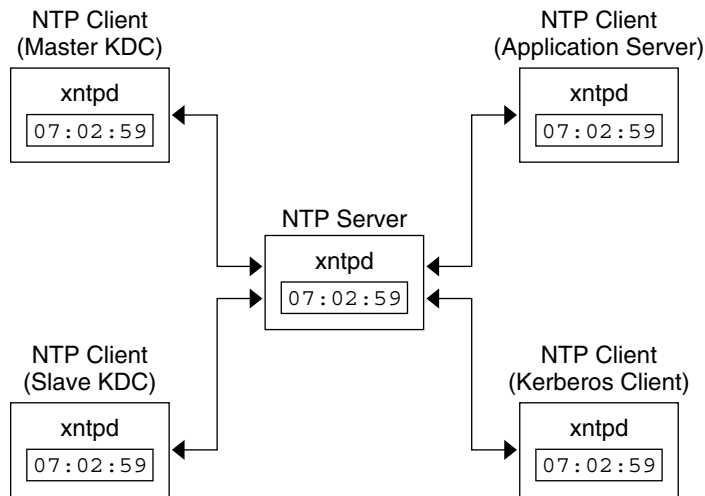 NTP Client
(Master KDC)
xntpd
07:02:59
NTP Client
(Application Server)
xntpd
07:02:59
NTP Server
xntpd
07:02:59
NTP Client
(Slave KDC)
xntpd
07:02:59
NTP Client
(Kerberos Client)
xntpd
07:02:59